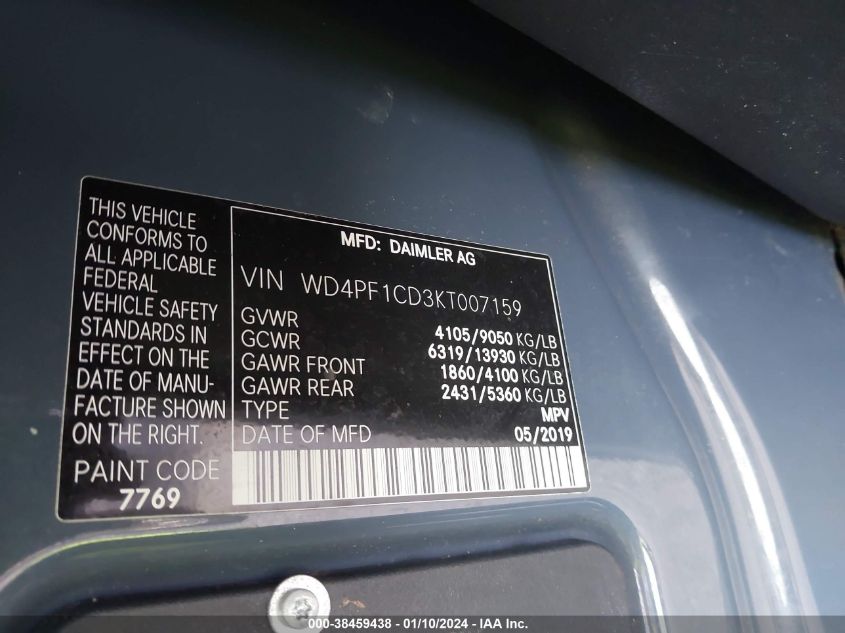 THIS VEHICLE
CONFORMS TO
ALL APPLICABLE
FEDERAL
VEHICLE SAFETY
STANDARDS IN
EFFECT ON THE
DATE OF MANU-
FACTURE SHOWN
ON THE RIGHT.
PAINT CODE
7769
MFD: DAIMLER AG
VIN WD4PF1CD3KT007159
GVWR 4105/9050 KG/LB
GCWR 6319/13930 KG/LB
GAWR FRONT 1860/4100 KG/LB
GAWR REAR 2431/5360 KG/LB
TYPE MPV
DATE OF MFD 05/2019
000-38459438 - 01/10/2024 - IAA Inc.